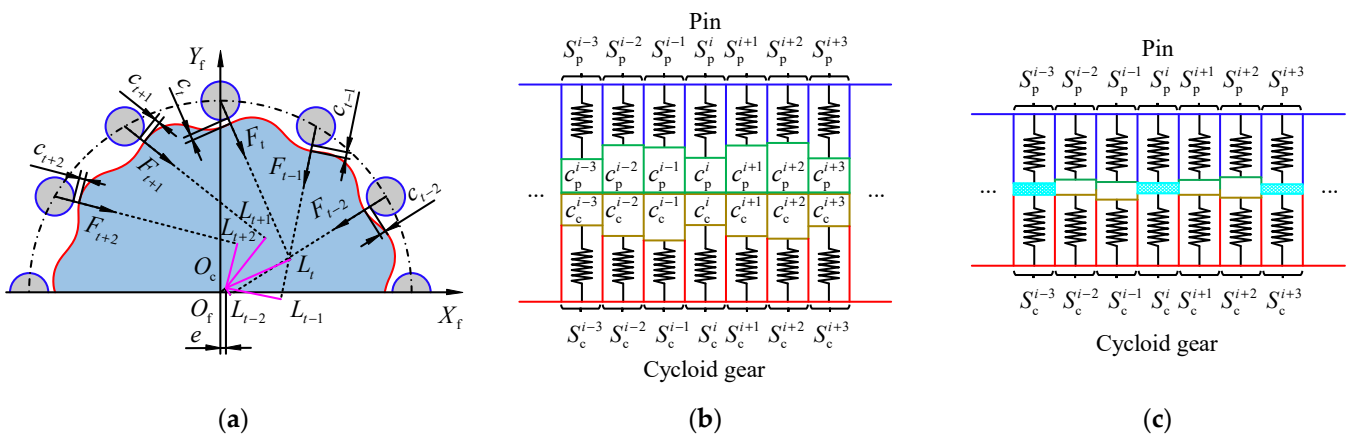 Y_f
c_{t+1}
c_t
c_{t-1}
c_{t+2}
F_t
F_{t+1}
F_{t-1}
F_{t-2}
c_{t-2}
F_{t+2}
L_{t+1}
L_{t+2}
L_t
O_c
O_f
L_{t-2}
L_{t-1}
X_f
e
(a)
Pin
S_p^{i-3} S_p^{i-2} S_p^{i-1} S_p^i S_p^{i+1} S_p^{i+2} S_p^{i+3}
c_p^{i-3} c_p^{i-2} c_p^{i-1} c_p^i c_p^{i+1} c_p^{i+2} c_p^{i+3}
... ...
c_c^{i-3} c_c^{i-2} c_c^{i-1} c_c^i c_c^{i+1} c_c^{i+2} c_c^{i+3}
S_c^{i-3} S_c^{i-2} S_c^{i-1} S_c^i S_c^{i+1} S_c^{i+2} S_c^{i+3}
Cycloid gear
(b)
Pin
S_p^{i-3} S_p^{i-2} S_p^{i-1} S_p^i S_p^{i+1} S_p^{i+2} S_p^{i+3}
... ...
S_c^{i-3} S_c^{i-2} S_c^{i-1} S_c^i S_c^{i+1} S_c^{i+2} S_c^{i+3}
Cycloid gear
(c)